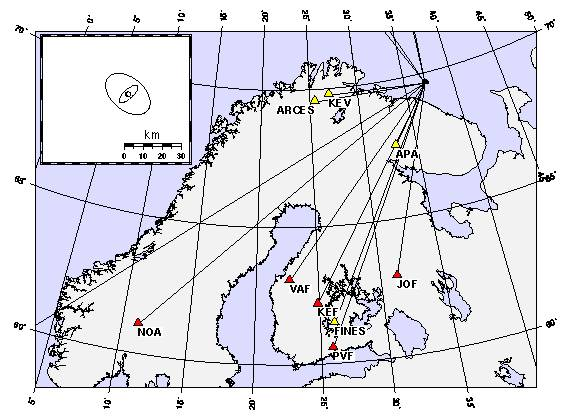 70' 0' 5' 10' 15' 20' 25' 30' 35' 40' 45' 50' 70'
km
0 10 20 30
ARCES
KEV
APA
65' 65'
VAF
JOF
KEF
NOA
FINES
PVF
60' 60'
5' 10' 15' 20' 25' 30' 35'